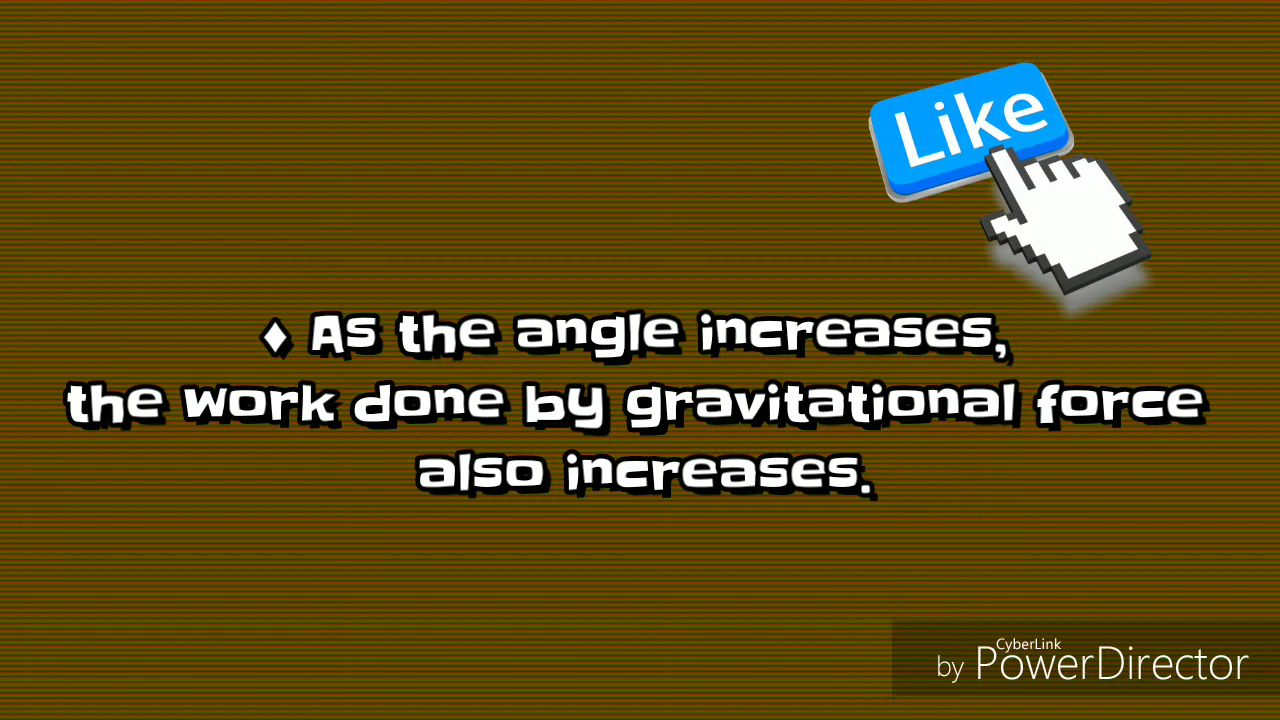 Like
♦ As the angle increases,
the work done by gravitational force
also increases.
CyberLink
by PowerDirector